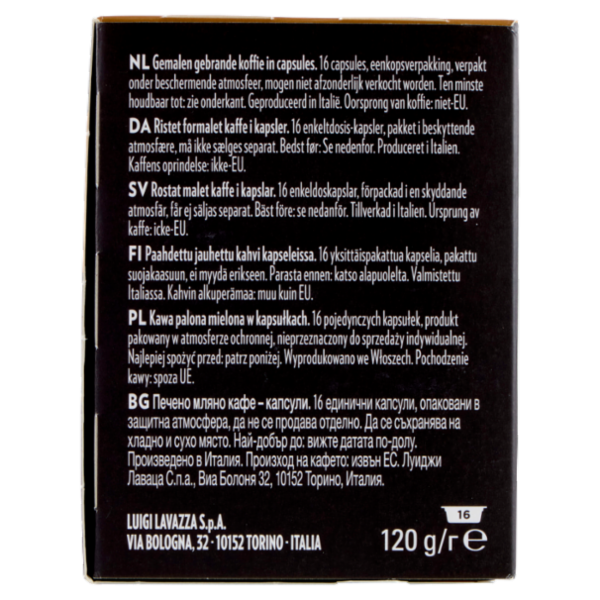 NL Gemalen gebrande koffie in capsules. 16 capsules, eenkopsverpakking, verpakt
onder beschermende atmosfeer, mogen niet afzonderlijk verkocht worden. Ten minste
houdbaar tot: zie onderkant. Geproduceerd in Italië. Oorsprong van koffie: niet-EU.
DA Ristet formalet kaffe i kapsler. 16 enkeltdosis-kapsler, pakket i beskyttende
atmosfære, må ikke sælges separat. Bedst før: Se nedenfor. Produceret i Italien.
Kaffens oprindelse: ikke-EU.
SV Rostat malet kaffe i kapslar. 16 enkeldoskapslar, förpackad i en skyddande
atmosfär, får ej säljas separat. Bäst före: se nedanför. Tillverkad i Italien. Ursprung av
kaffe: icke-EU.
FI Paahdettu jauhettu kahvi kapseleissa. 16 yksittäispakattua kapselia, pakattu
suojakaasuun, ei myydä erikseen. Parasta ennen: katso alapuolelta. Valmistettu
Italiassa. Kahvin alkuperämaa: muu kuin EU.
PL Kawa palona mielona w kapsułkach. 16 pojedynczych kapsułek, produkt
pakowany w atmosferze ochronnej, nieprzeznaczony do sprzedaży indywidualnej.
Najlepiej spożyć przed: patrz poniżej. Wyprodukowano we Włoszech. Pochodzenie
kawy: spoza UE.
BG Печено мляно кафе – капсули. 16 единични капсули, опаковани в
защитна атмосфера, да не се продава отделно. Да се съхранява на
хладно и сухо място. Най-добър до: вижте датата по-долу.
Произведено в Италия. Произход на кафето: извън ЕС. Луиджи
Лаваца С.п.а., Виа Болоня 32, 10152 Торино, Италия.
LUIGI LAVAZZA S.p.A.
VIA BOLOGNA, 32 - 10152 TORINO - ITALIA
16
120 g/г ℮